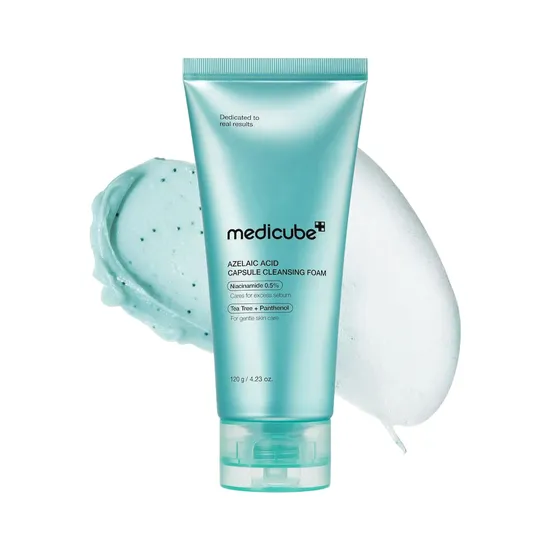 Dedicated to
real results.
medicube
AZELAIC ACID
CAPSULE CLEANSING FOAM
Niacinamide 0.5%
Cares for excess sebum
Tea Tree + Panthenol
For gentle skin care
120 g / 4.23 oz.